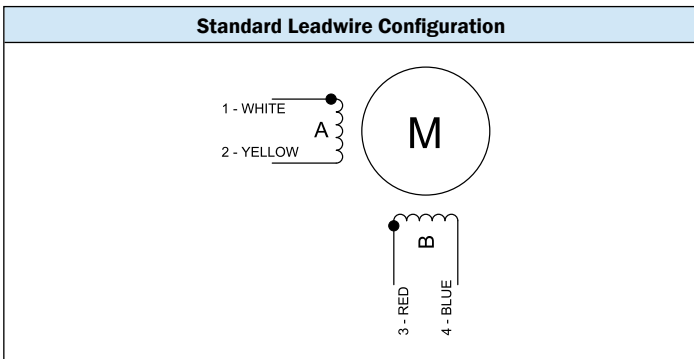 Standard Leadwire Configuration
1 - WHITE
A
2 - YELLOW
M
B
3 - RED
4 - BLUE